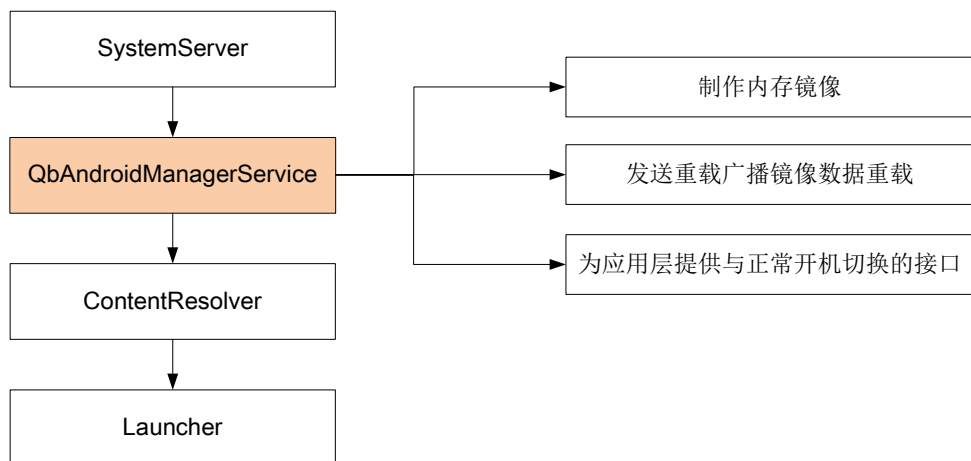 SystemServer
QbAndroidManagerService
ContentResolver
Launcher
制作内存镜像
发送重载广播镜像数据重载
为应用层提供与正常开机切换的接口